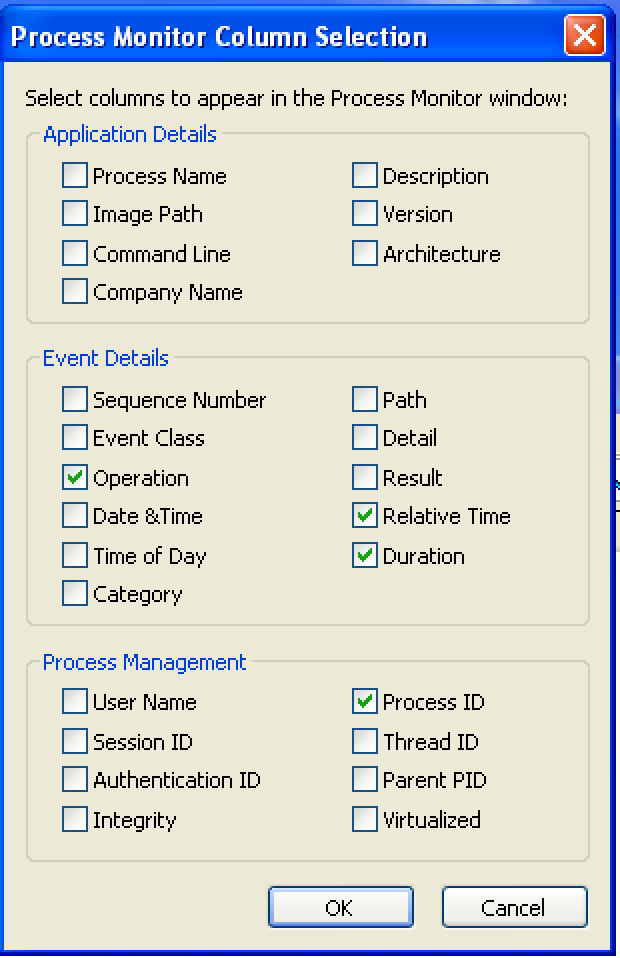 Process Monitor Column Selection
Select columns to appear in the Process Monitor window:
Application Details
Process Name
Description
Image Path
Version
Command Line
Architecture
Company Name
Event Details
Sequence Number
Path
Event Class
Detail
Operation
Result
Date &Time
Relative Time
Time of Day
Duration
Category
Process Management
User Name
Process ID
Session ID
Thread ID
Authentication ID
Parent PID
Integrity
Virtualized
OK
Cancel